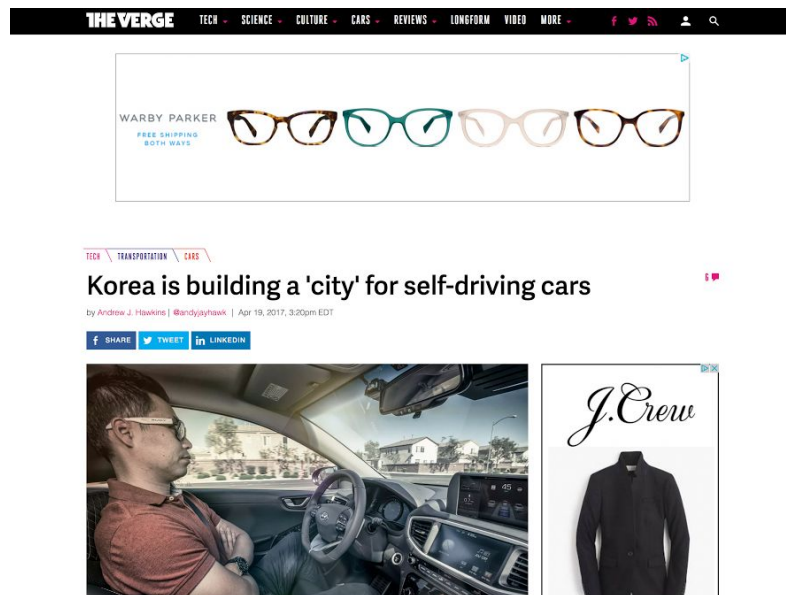 THE VERGE TECH SCIENCE CULTURE CARS REVIEWS LONGFORM VIDEO MORE
WARBY PARKER
FREE SHIPPING
BOTH WAYS
TECH TRANSPORTATION CARS
Korea is building a 'city' for self-driving cars
6
by Andrew J. Hawkins | @andyjayhawk | Apr 19, 2017, 3:20pm EDT
SHARE TWEET LINKEDIN
J.Crew
45